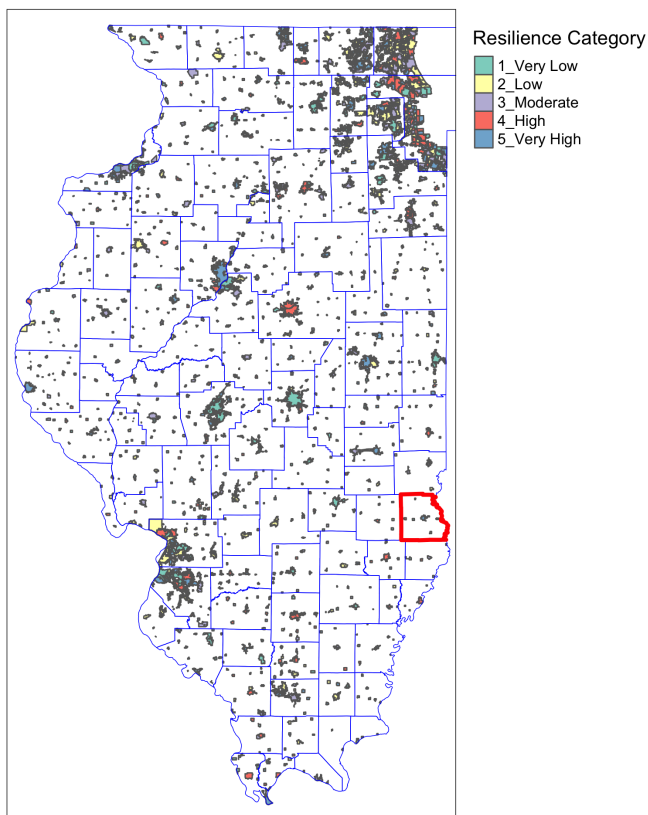 Resilience Category
1_Very Low
2_Low
3_Moderate
4_High
5_Very High